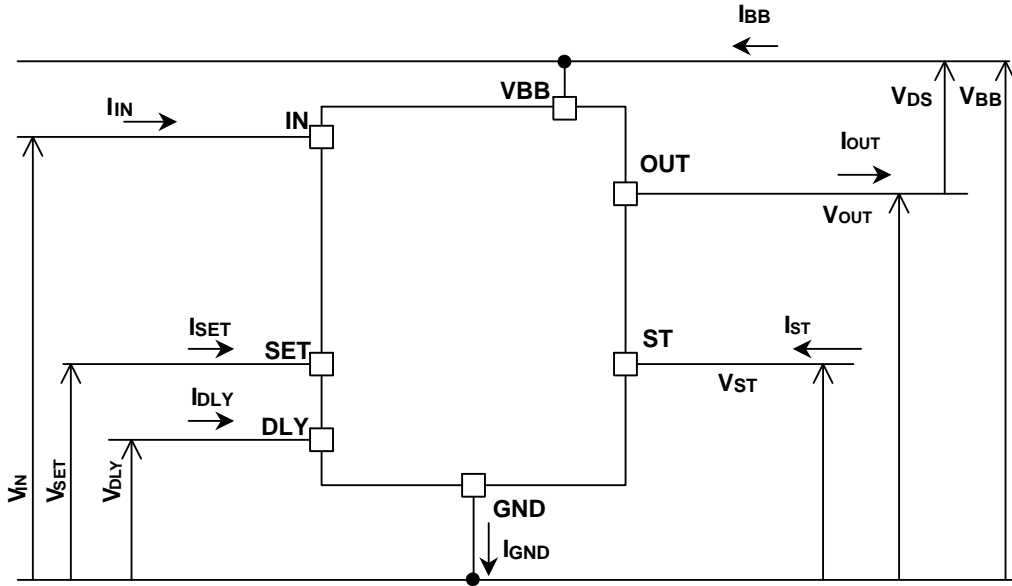 IBB
VBB
VDS
VBB
IIN
IN
IOUT
OUT
VOUT
ISET
SET
IST
ST
VST
IDLY
DLY
VIN
VSET
VDLY
GND
IGND